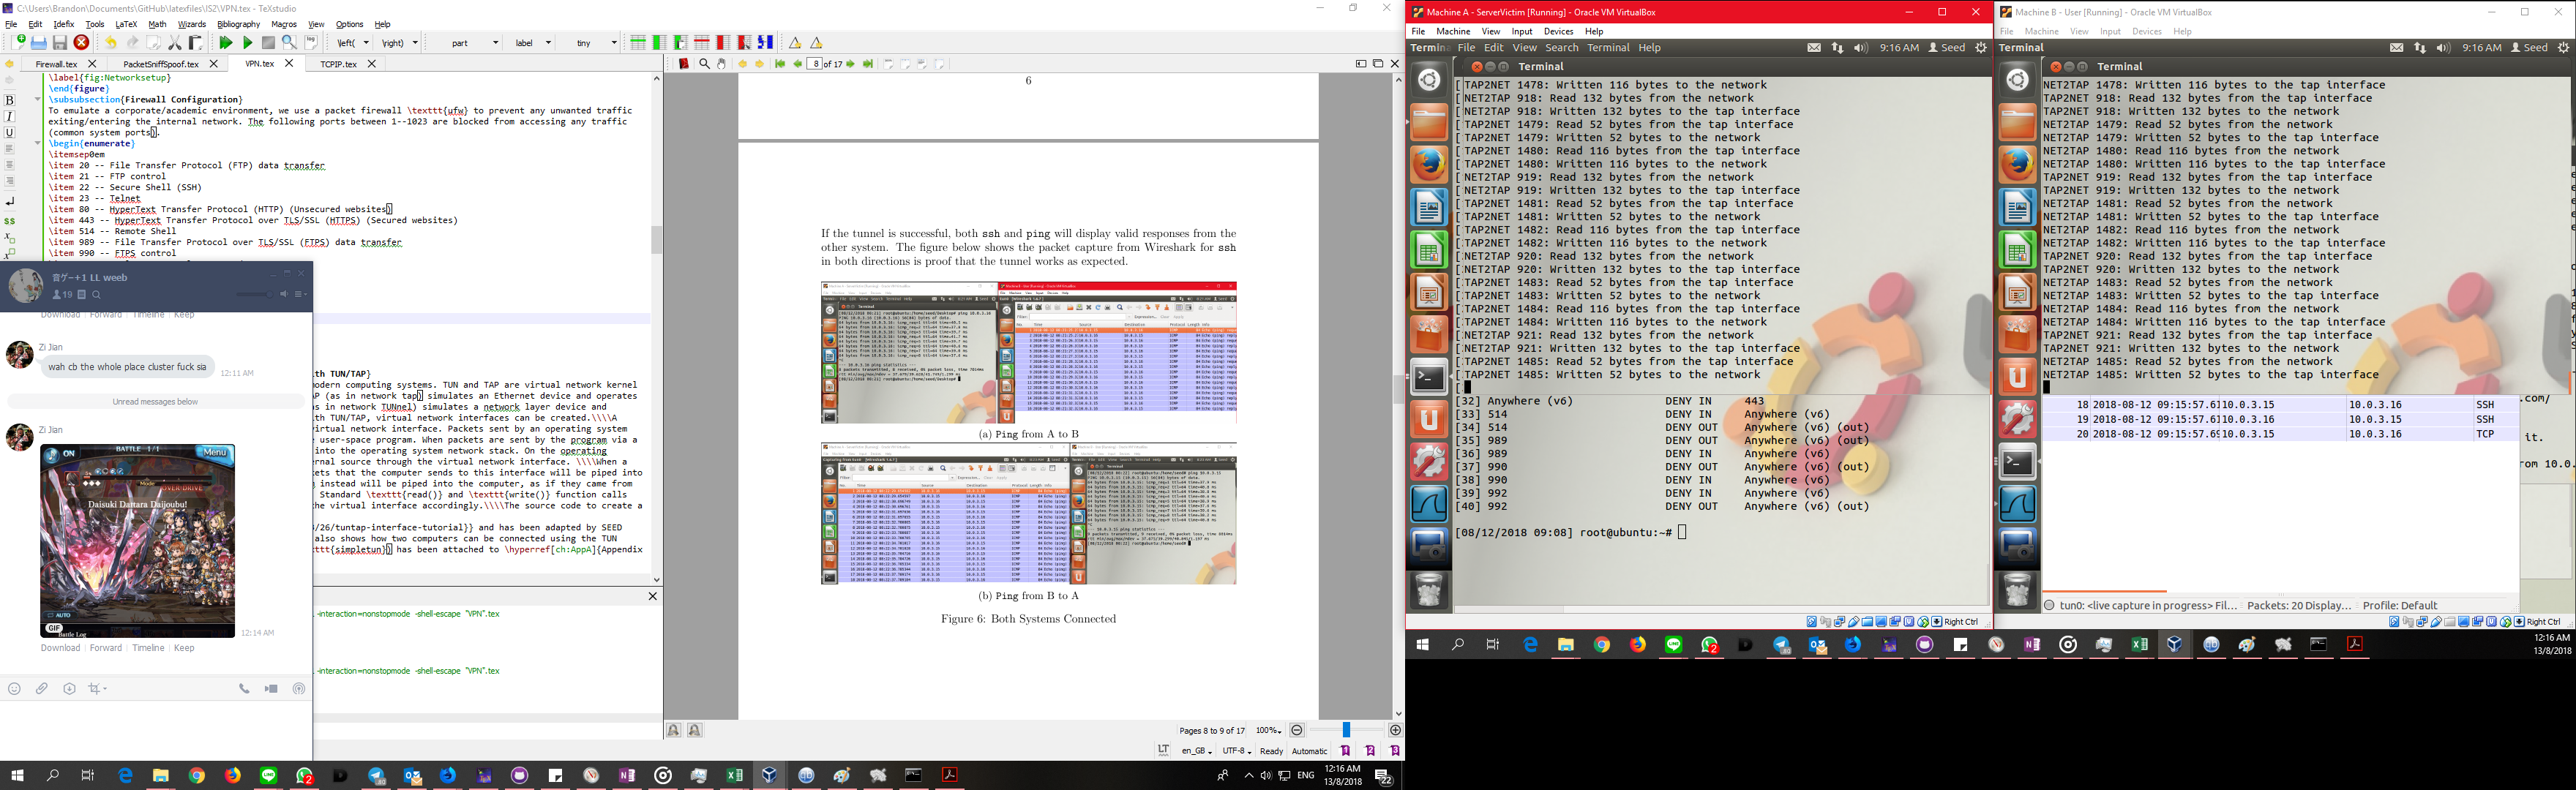 C:\Users\Brandon\Documents\GitHub\latexfiles\IS2\VPN.tex - TeXstudio
File Edit Idefix Tools LaTeX Math Wizards Bibliography Macros View Options Help
\left( \right) part label tiny
Firewall.tex PacketSniffSpoof.tex VPN.tex TCPIP.tex
\label{fig:Networksetup}
\end{figure}
\subsubsection{Firewall Configuration}
To emulate a corporate/academic environment, we use a packet firewall \texttt{ufw} to prevent any unwanted traffic
exiting/entering the internal network. The following ports between 1--1023 are blocked from accessing any traffic
(common system ports).
\begin{enumerate}
\itemsep0em
\item 20 -- File Transfer Protocol (FTP) data transfer
\item 21 -- FTP control
\item 22 -- Secure Shell (SSH)
\item 23 -- Telnet
\item 80 -- HyperText Transfer Protocol (HTTP) (Unsecured websites)
\item 443 -- HyperText Transfer Protocol over TLS/SSL (HTTPS) (Secured websites)
\item 514 -- Remote Shell
\item 989 -- File Transfer Protocol over TLS/SSL (FTPS) data transfer
\item 990 -- FTPS control
音ゲー+1 LL weeb
19
Download Forward Timeline Keep
Zi Jian
wah cb the whole place cluster fuck sia
12:11 AM
Unread messages below
Zi Jian
ON
BATTLE 1/1
Menu
OVER-DRIVE
Daisuki Dattara Daijoubu!
AUTO
GIF
Battle Log
12:14 AM
Download Forward Timeline Keep
th TUN/TAP}
odern computing systems. TUN and TAP are virtual network kernel
AP (as in network tap) simulates an Ethernet device and operates
as in network TUNnel) simulates a network layer device and
ith TUN/TAP, virtual network interfaces can be created.\\\\A
virtual network interface. Packets sent by an operating system
e user-space program. When packets are sent by the program via a
into the operating system network stack. On the operating
ernal source through the virtual network interface. \\\\When a
kets that the computer sends to this interface will be piped into
g instead will be piped into the computer, as if they came from
Standard \texttt{read()} and \texttt{write()} function calls
the virtual interface accordingly.\\\\The source code to create a
/26/tuntap-interface-tutorial}} and has been adapted by SEED
also shows how two computers can be connected using the TUN
ttt{simpletun}) has been attached to \hyperref[ch:AppA]{Appendix
-interaction=nonstopmode -shell-escape "VPN".tex
-interaction=nonstopmode -shell-escape "VPN".tex
8 of 17
6
If the tunnel is successful, both ssh and ping will display valid responses from the
other system. The figure below shows the packet capture from Wireshark for ssh
in both directions is proof that the tunnel works as expected.
(a) Ping from A to B
(b) Ping from B to A
Figure 6: Both Systems Connected
Pages 8 to 9 of 17 100%
LT en_GB UTF-8 Ready Automatic
ENG
12:16 AM
13/8/2018
22
Machine A - ServerVictim [Running] - Oracle VM VirtualBox
File Machine View Input Devices Help
Termina File Edit View Search Terminal Help 9:16 AM Seed
Terminal
TAP2NET 1478: Written 116 bytes to the network
NET2TAP 918: Read 132 bytes from the network
NET2TAP 918: Written 132 bytes to the tap interface
TAP2NET 1479: Read 52 bytes from the tap interface
TAP2NET 1479: Written 52 bytes to the network
TAP2NET 1480: Read 116 bytes from the tap interface
TAP2NET 1480: Written 116 bytes to the network
NET2TAP 919: Read 132 bytes from the network
NET2TAP 919: Written 132 bytes to the tap interface
TAP2NET 1481: Read 52 bytes from the tap interface
TAP2NET 1481: Written 52 bytes to the network
TAP2NET 1482: Read 116 bytes from the tap interface
TAP2NET 1482: Written 116 bytes to the network
NET2TAP 920: Read 132 bytes from the network
NET2TAP 920: Written 132 bytes to the tap interface
TAP2NET 1483: Read 52 bytes from the tap interface
TAP2NET 1483: Written 52 bytes to the network
TAP2NET 1484: Read 116 bytes from the tap interface
TAP2NET 1484: Written 116 bytes to the network
NET2TAP 921: Read 132 bytes from the network
NET2TAP 921: Written 132 bytes to the tap interface
TAP2NET 1485: Read 52 bytes from the tap interface
TAP2NET 1485: Written 52 bytes to the network
[32] Anywhere (v6) DENY IN 443
[33] 514 DENY IN Anywhere (v6)
[34] 514 DENY OUT Anywhere (v6) (out)
[35] 989 DENY OUT Anywhere (v6) (out)
[36] 989 DENY IN Anywhere (v6)
[37] 990 DENY OUT Anywhere (v6) (out)
[38] 990 DENY IN Anywhere (v6)
[39] 992 DENY IN Anywhere (v6)
[40] 992 DENY OUT Anywhere (v6) (out)
[08/12/2018 09:08] root@ubuntu:~#
Right Ctrl
Machine B - User [Running] - Oracle VM VirtualBox
File Machine View Input Devices Help
Terminal 9:16 AM Seed
Terminal
NET2TAP 1478: Written 116 bytes to the tap interface
TAP2NET 918: Read 132 bytes from the tap interface
TAP2NET 918: Written 132 bytes to the network
NET2TAP 1479: Read 52 bytes from the network
NET2TAP 1479: Written 52 bytes to the tap interface
NET2TAP 1480: Read 116 bytes from the network
NET2TAP 1480: Written 116 bytes to the tap interface
TAP2NET 919: Read 132 bytes from the tap interface
TAP2NET 919: Written 132 bytes to the network
NET2TAP 1481: Read 52 bytes from the network
NET2TAP 1481: Written 52 bytes to the tap interface
NET2TAP 1482: Read 116 bytes from the network
NET2TAP 1482: Written 116 bytes to the tap interface
TAP2NET 920: Read 132 bytes from the tap interface
TAP2NET 920: Written 132 bytes to the network
NET2TAP 1483: Read 52 bytes from the network
NET2TAP 1483: Written 52 bytes to the tap interface
NET2TAP 1484: Read 116 bytes from the network
NET2TAP 1484: Written 116 bytes to the tap interface
TAP2NET 921: Read 132 bytes from the tap interface
TAP2NET 921: Written 132 bytes to the network
NET2TAP 1485: Read 52 bytes from the network
NET2TAP 1485: Written 52 bytes to the tap interface
18 2018-08-12 09:15:57.61 10.0.3.15 10.0.3.16 SSH
19 2018-08-12 09:15:57.6 10.0.3.16 10.0.3.15 SSH
20 2018-08-12 09:15:57.69 10.0.3.15 10.0.3.16 TCP
.com/
it.
rom 10.0.
tun0: <live capture in progress> Fil... Packets: 20 Display... Profile: Default
Right Ctrl
12:16 AM
13/8/2018